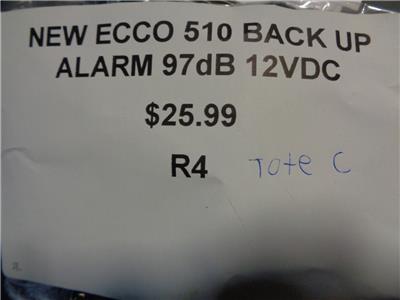 NEW ECCO 510 BACK UP
ALARM 97dB 12VDC
$25.99
R4 Tote C